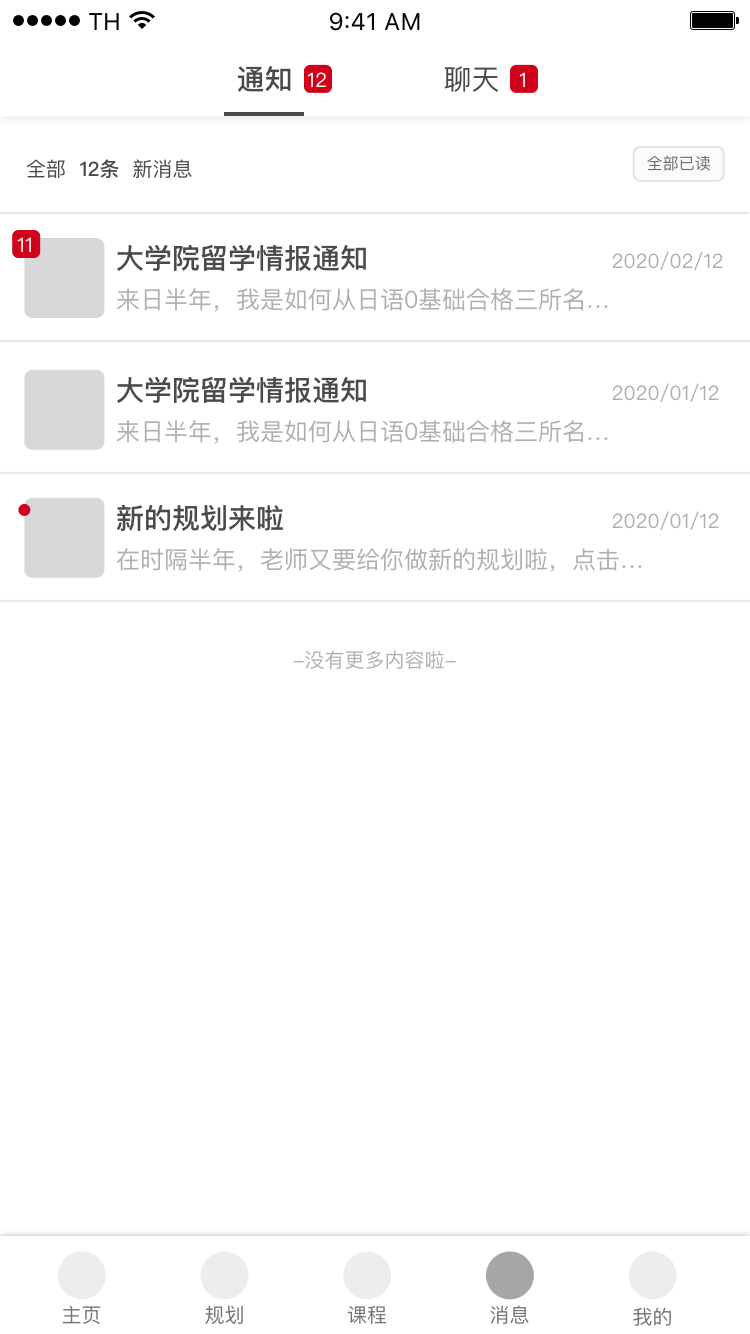 TH 9:41 AM
通知 12 聊天 1
全部 12条 新消息 全部已读
11
大学院留学情报通知 2020/02/12
来日半年，我是如何从日语0基础合格三所名...
大学院留学情报通知 2020/01/12
来日半年，我是如何从日语0基础合格三所名...
新的规划来啦 2020/01/12
在时隔半年，老师又要给你做新的规划啦，点击...
–没有更多内容啦–
主页 规划 课程 消息 我的